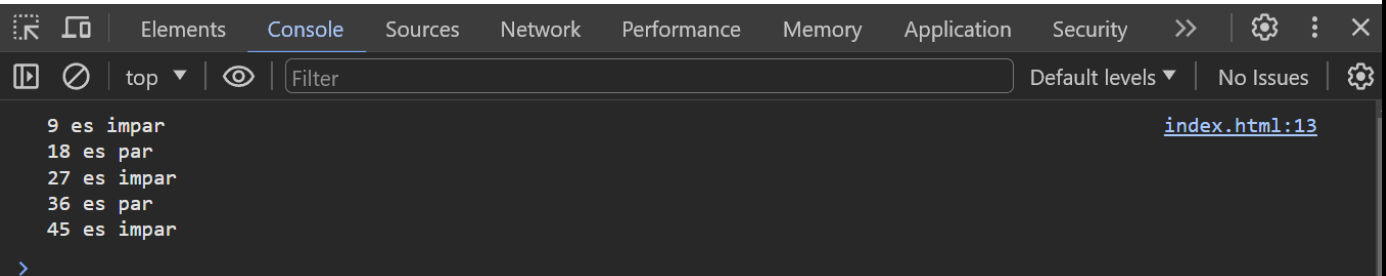 Elements Console Sources Network Performance Memory Application Security
top Filter Default levels No Issues
9 es impar index.html:13
18 es par
27 es impar
36 es par
45 es impar